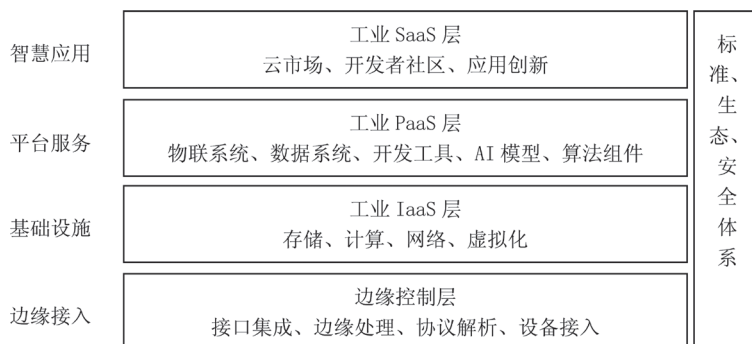 智慧应用
工业 SaaS 层
云市场、开发者社区、应用创新
平台服务
工业 PaaS 层
物联系统、数据系统、开发工具、AI 模型、算法组件
基础设施
工业 IaaS 层
存储、计算、网络、虚拟化
边缘接入
边缘控制层
接口集成、边缘处理、协议解析、设备接入
标准、生态、安全体系